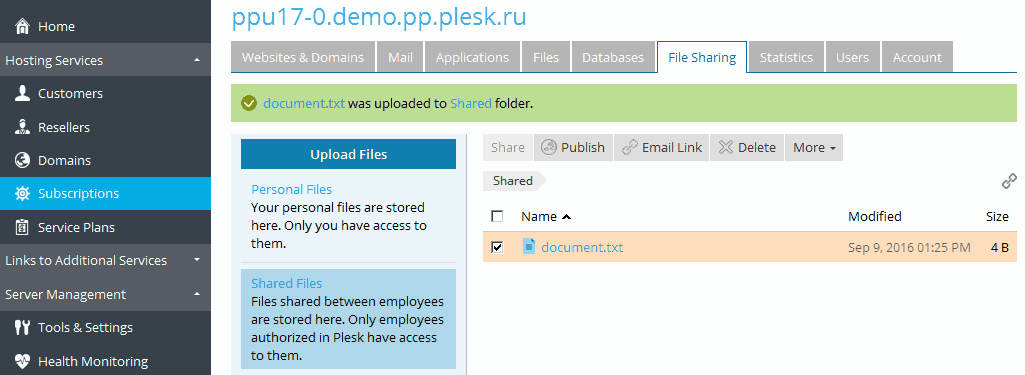 ppu17-0.demo.pp.plesk.ru
Home
Hosting Services
Customers
Resellers
Domains
Subscriptions
Service Plans
Links to Additional Services
Server Management
Tools & Settings
Health Monitoring
Websites & Domains Mail Applications Files Databases File Sharing Statistics Users Account
document.txt was uploaded to Shared folder.
Upload Files
Personal Files
Your personal files are stored
here. Only you have access to
them.
Shared Files
Files shared between employees
are stored here. Only employees
authorized in Plesk have access
to them.
Share Publish Email Link Delete More
Shared
Name Modified Size
document.txt Sep 9, 2016 01:25 PM 4 B